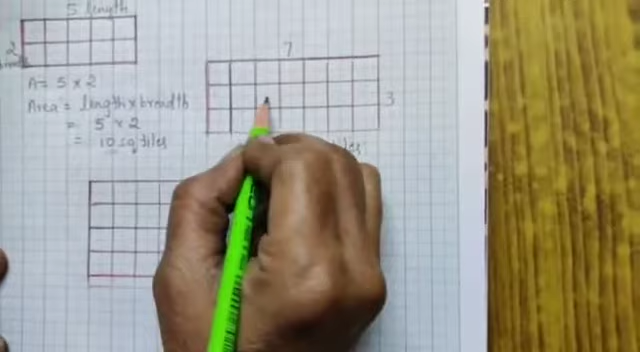 5 length
2
A = 5 × 2
Area = length × breadth
= 5 × 2
= 10 sq tiles
7
3